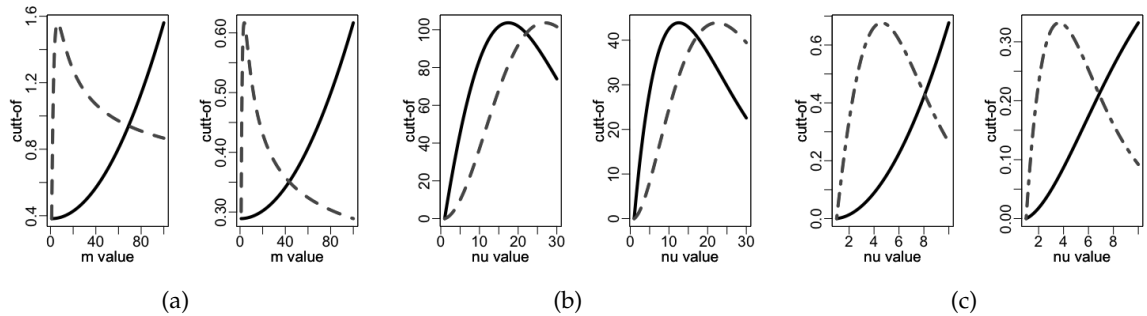 cutt-of
0.4 0.8 1.2 1.6
0 40 80
m value
cutt-of
0.30 0.40 0.50 0.60
0 40 80
m value
(a)
cutt-of
0 20 40 60 80 100
0 10 20 30
nu value
cutt-of
0 10 20 30 40
0 10 20 30
nu value
(b)
cutt-of
0.0 0.2 0.4 0.6
2 4 6 8
nu value
cutt-of
0.00 0.10 0.20 0.30
2 4 6 8
nu value
(c)